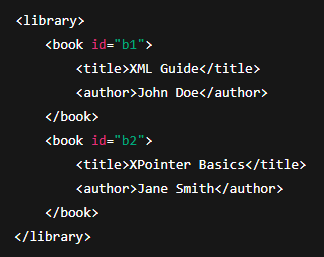 <library>
    <book id="b1">
        <title>XML Guide</title>
        <author>John Doe</author>
    </book>
    <book id="b2">
        <title>XPointer Basics</title>
        <author>Jane Smith</author>
    </book>
</library>